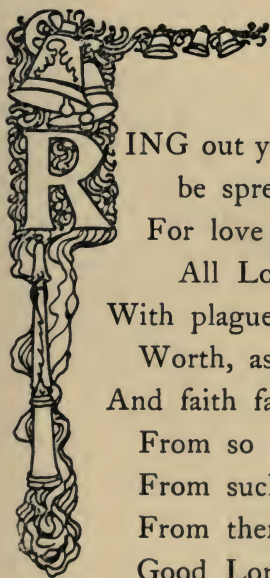 RING out y
be spre
For love
All Lo
With plague
Worth, as
And faith fa
From so
From suc
From ther
Good Lor